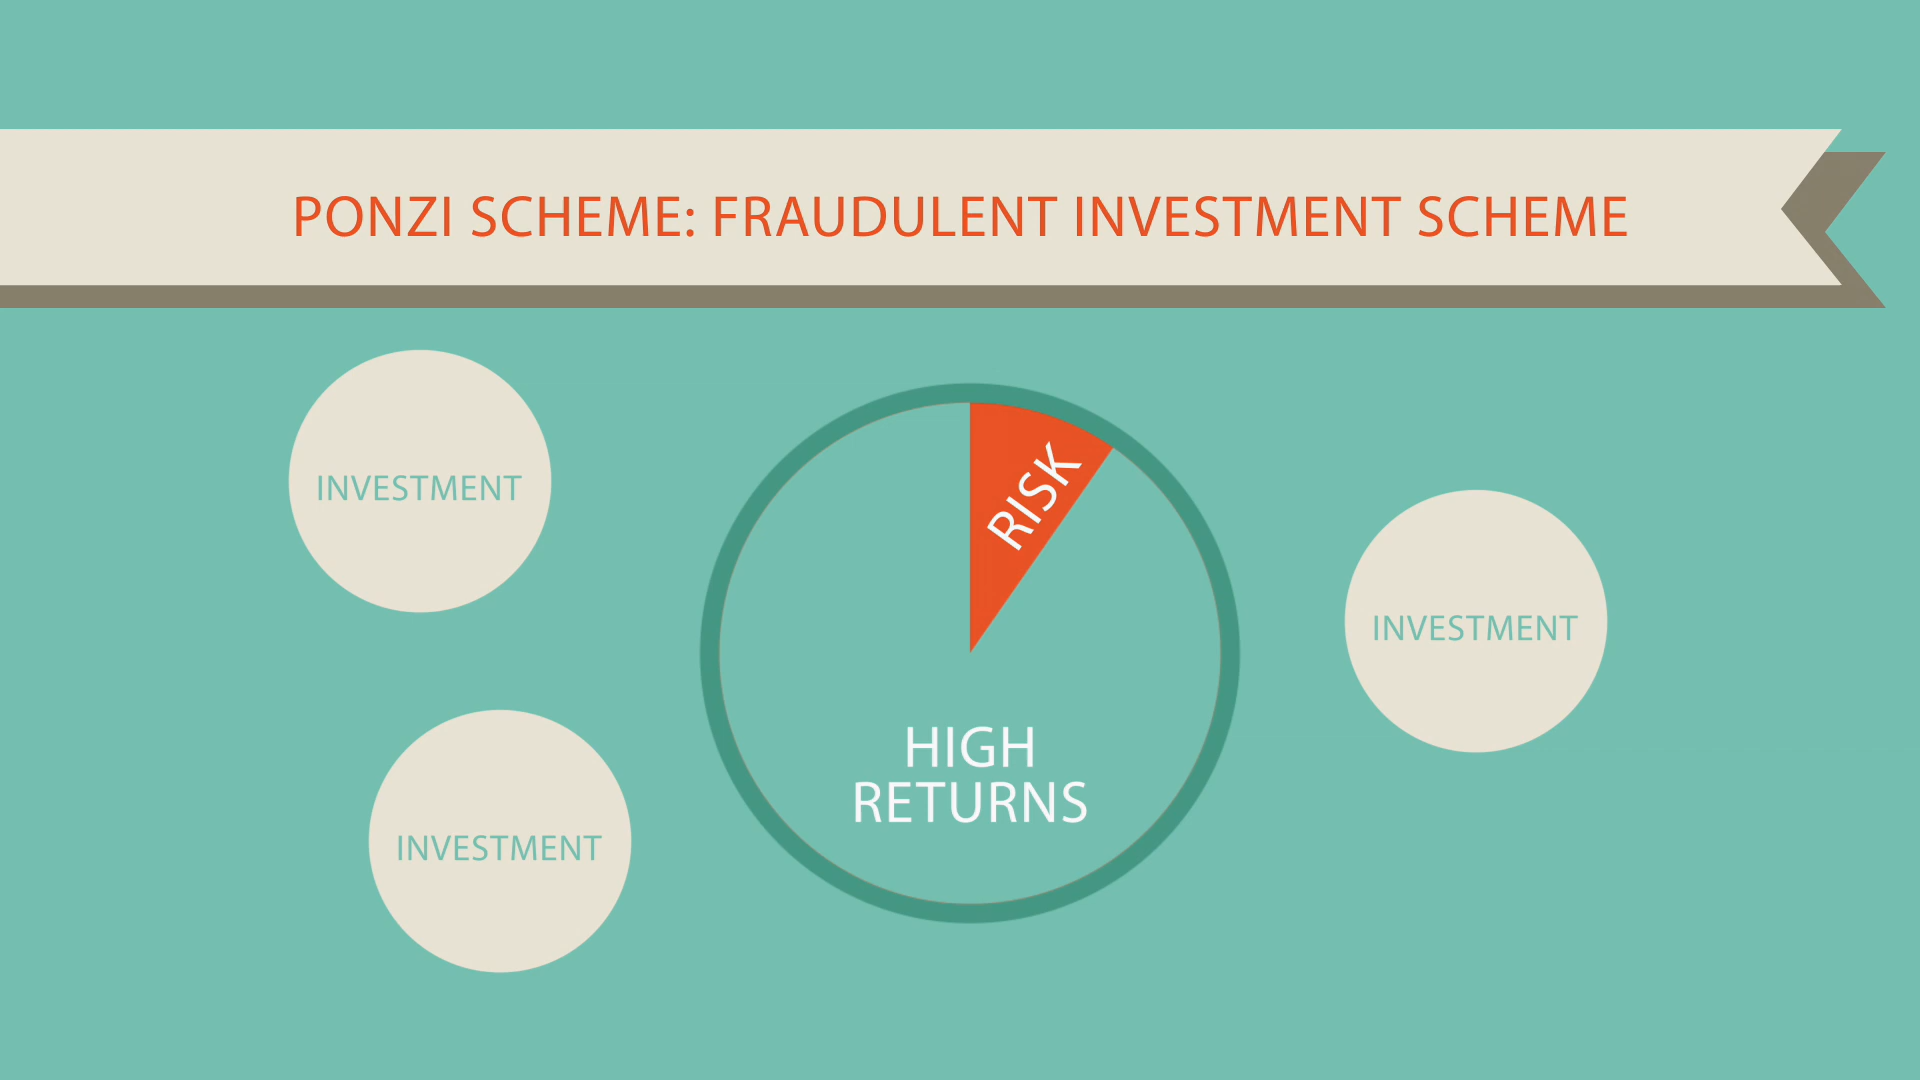 PONZI SCHEME: FRAUDULENT INVESTMENT SCHEME
INVESTMENT
RISK
INVESTMENT
HIGH
RETURNS
INVESTMENT